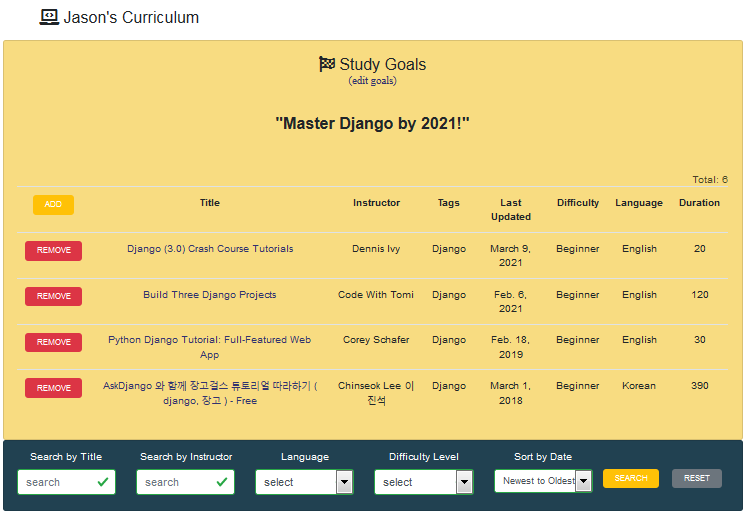 Jason's Curriculum
Study Goals
(edit goals)
"Master Django by 2021!"
Total: 6
ADD Title Instructor Tags Last Difficulty Language Duration
Updated
REMOVE Django (3.0) Crash Course Tutorials Dennis Ivy Django March 9, Beginner English 20
2021
REMOVE Build Three Django Projects Code With Tomi Django Feb. 6, Beginner English 120
2021
REMOVE Python Django Tutorial: Full-Featured Web Corey Schafer Django Feb. 18, Beginner English 30
App 2019
REMOVE AskDjango 와 함께 장고걸스 튜토리얼 따라하기 ( Chinseok Lee 이 Django March 1, Beginner Korean 390
django, 장고 ) - Free 진석 2018
Search by Title Search by Instructor Language Difficulty Level Sort by Date
search search select select Newest to Oldest SEARCH RESET